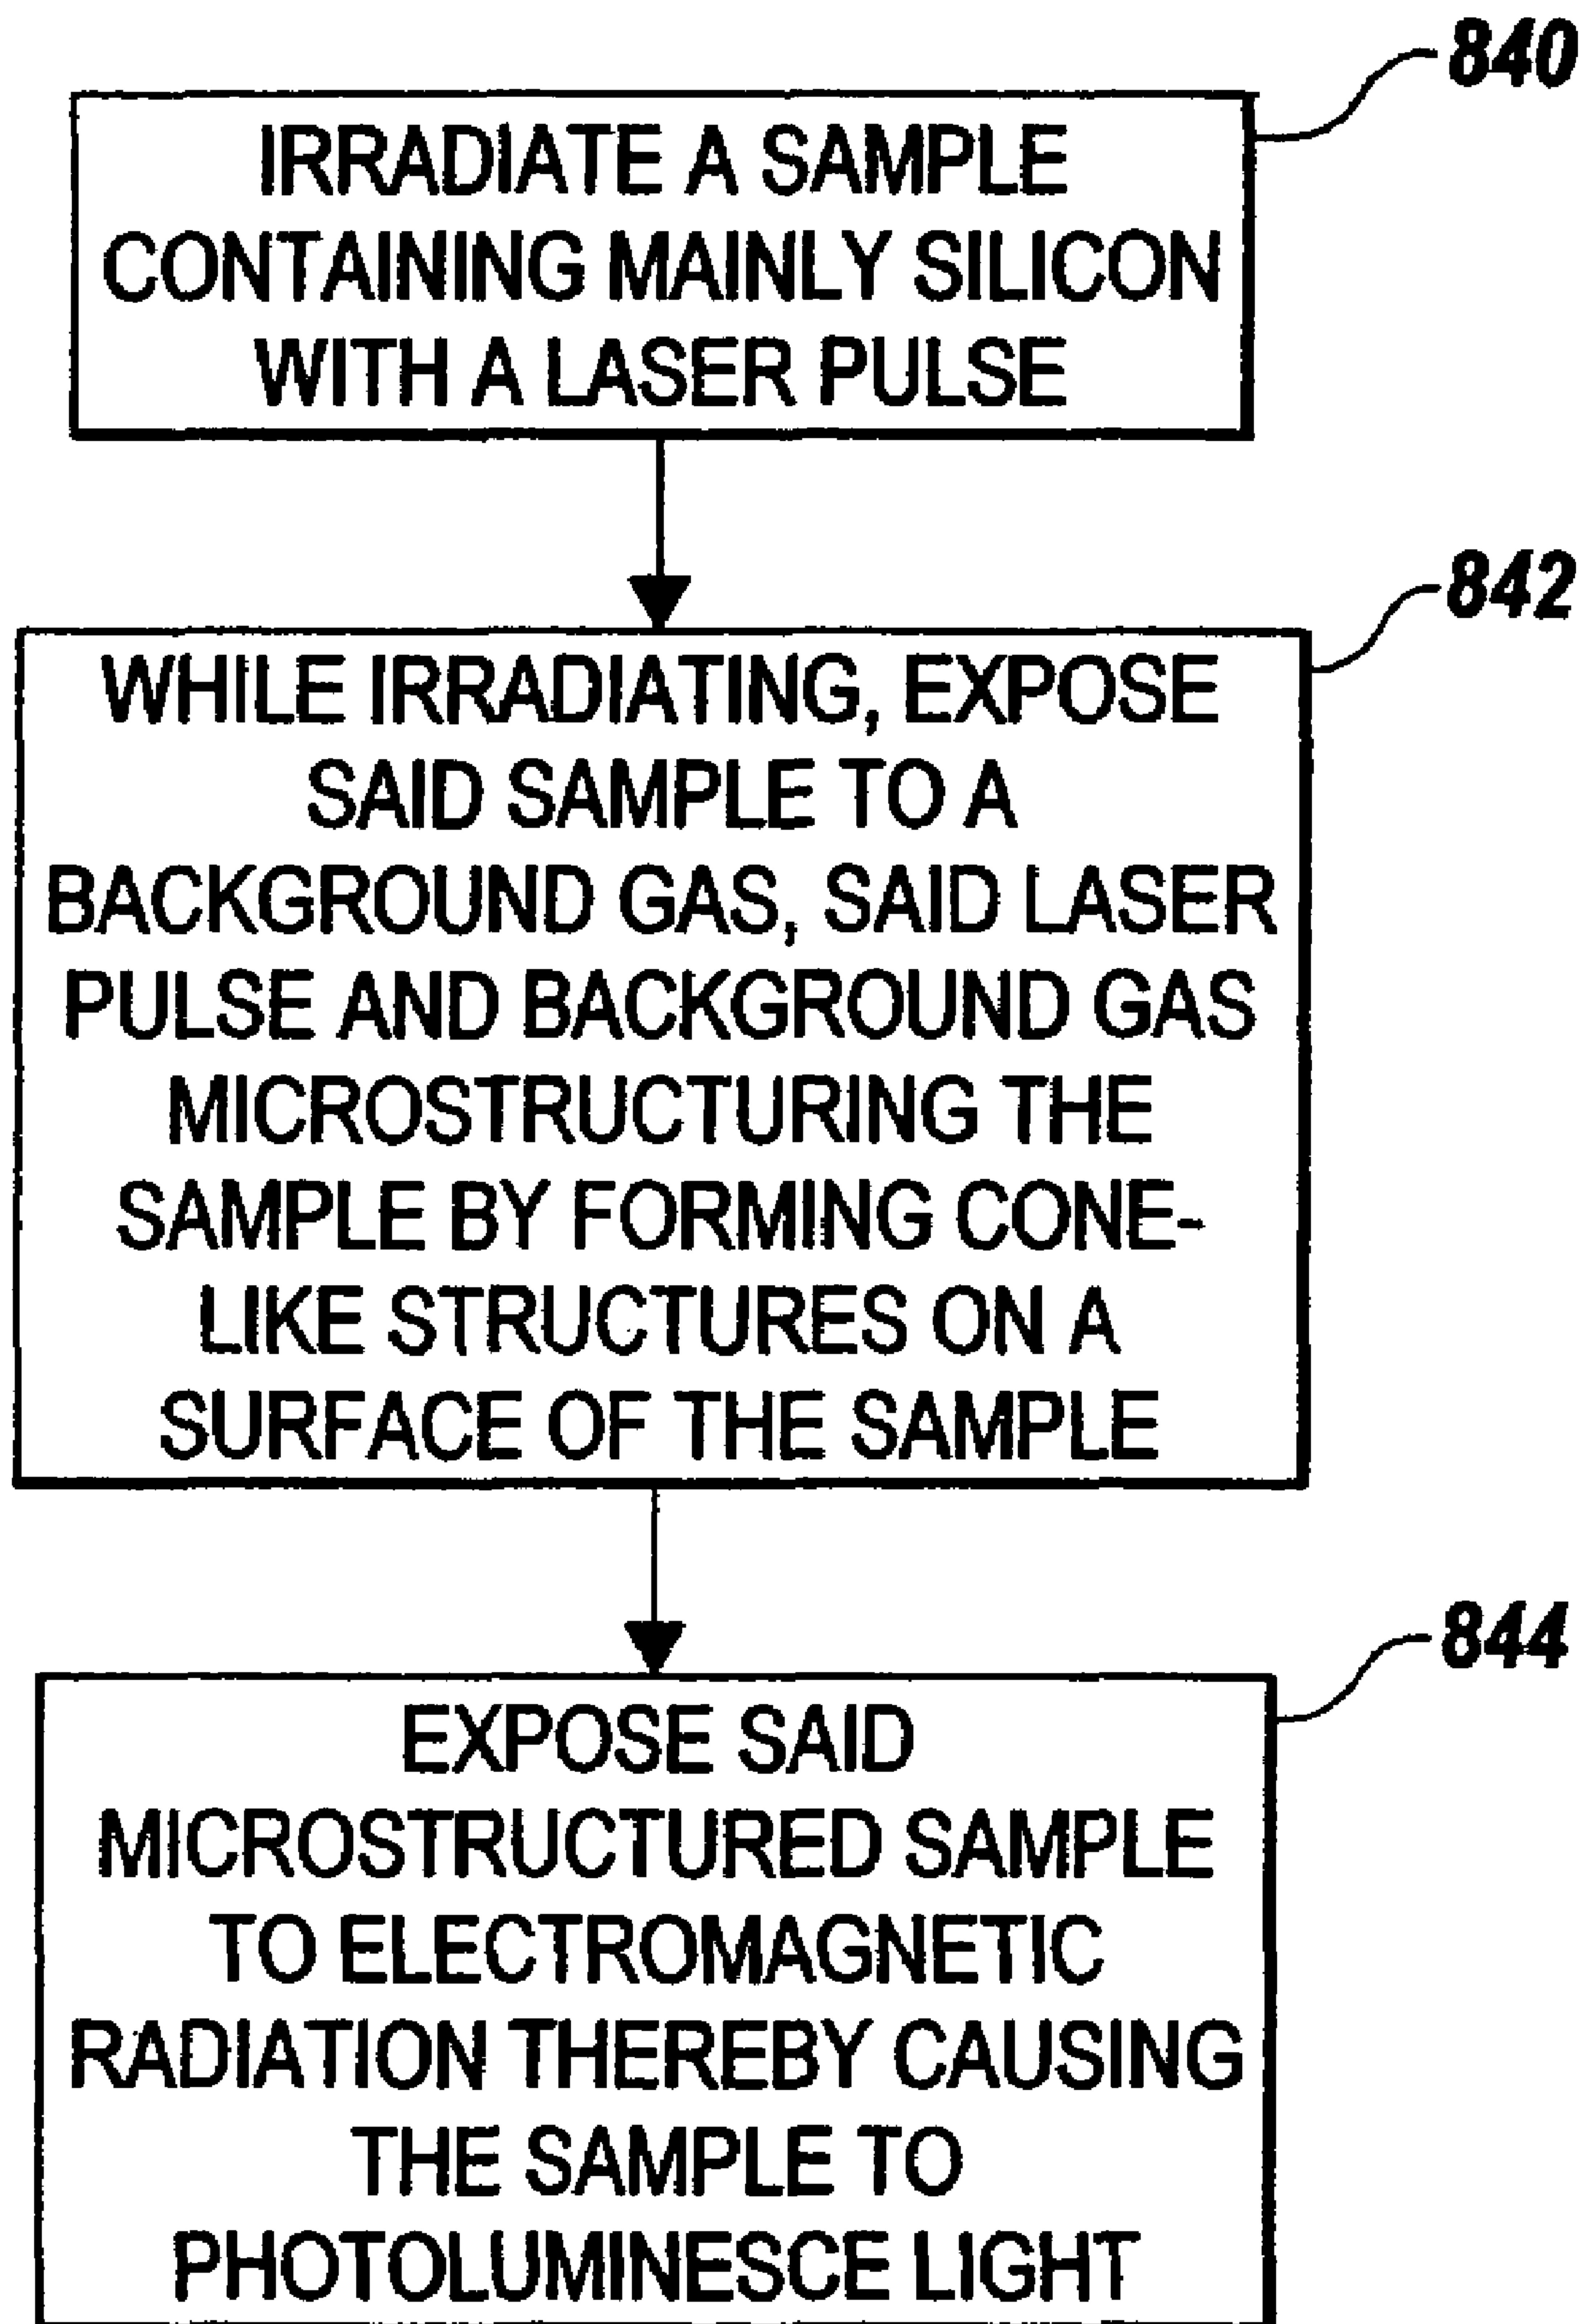 840
IRRADIATE A SAMPLE
CONTAINING MAINLY SILICON
WITH A LASER PULSE
842
WHILE IRRADIATING, EXPOSE
SAID SAMPLE TO A
BACKGROUND GAS, SAID LASER
PULSE AND BACKGROUND GAS
MICROSTRUCTURING THE
SAMPLE BY FORMING CONE-
LIKE STRUCTURES ON A
SURFACE OF THE SAMPLE
844
EXPOSE SAID
MICROSTRUCTURED SAMPLE
TO ELECTROMAGNETIC
RADIATION THEREBY CAUSING
THE SAMPLE TO
PHOTOLUMINESCE LIGHT